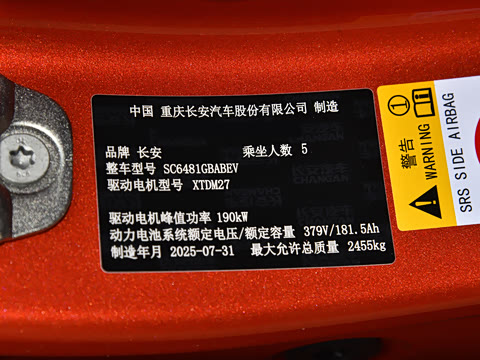 中国 重庆长安汽车股份有限公司 制造
品牌 长安 乘坐人数 5
整车型号 SC6481GBABEV
驱动电机型号 XTDM27
驱动电机峰值功率 190kW
动力电池系统额定电压/额定容量 379V/181.5Ah
制造年月 2025-07-31 最大允许总质量 2455kg
警告
WARNING
SRS SIDE AIRBAG